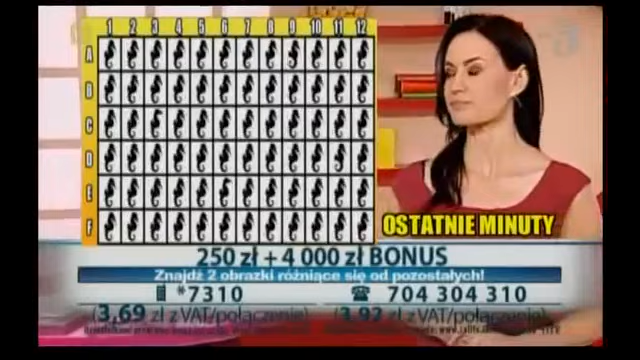 1 2 3 4 5 6 7 8 9 10 11 12
A
B
C
D
E
F
OSTATNIE MINUTY
250 zł + 4 000 zł BONUS
Znajdź 2 obrazki różniące się od pozostałych!
*7310 704 304 310
(3,69 zł z VAT/połączenie) (3,92 zł z VAT/połączenie)